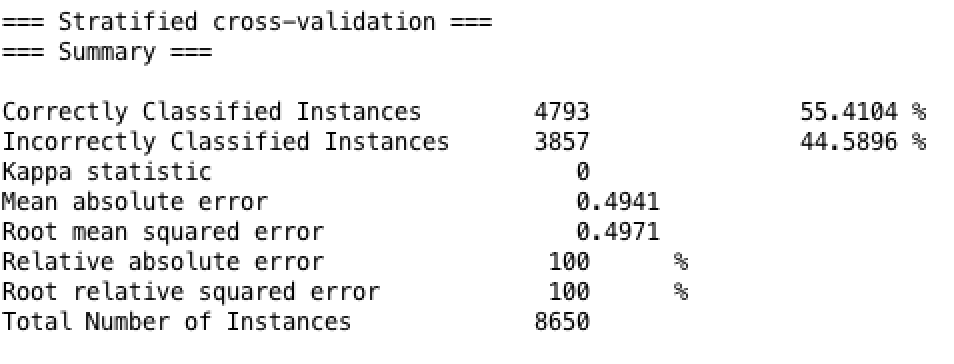 === Stratified cross-validation ===
=== Summary ===
Correctly Classified Instances 4793 55.4104 %
Incorrectly Classified Instances 3857 44.5896 %
Kappa statistic 0
Mean absolute error 0.4941
Root mean squared error 0.4971
Relative absolute error 100 %
Root relative squared error 100 %
Total Number of Instances 8650